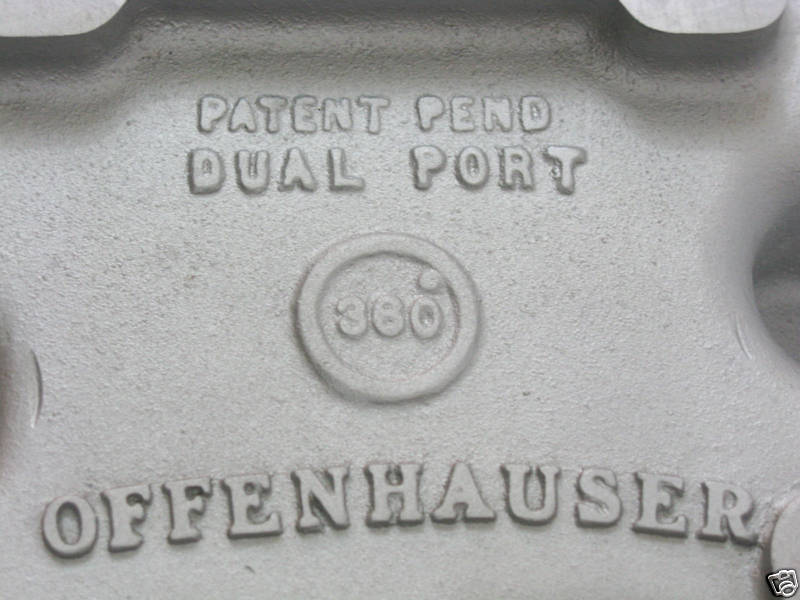 PATENT PEND
DUAL PORT
360
OFFENHAUSER